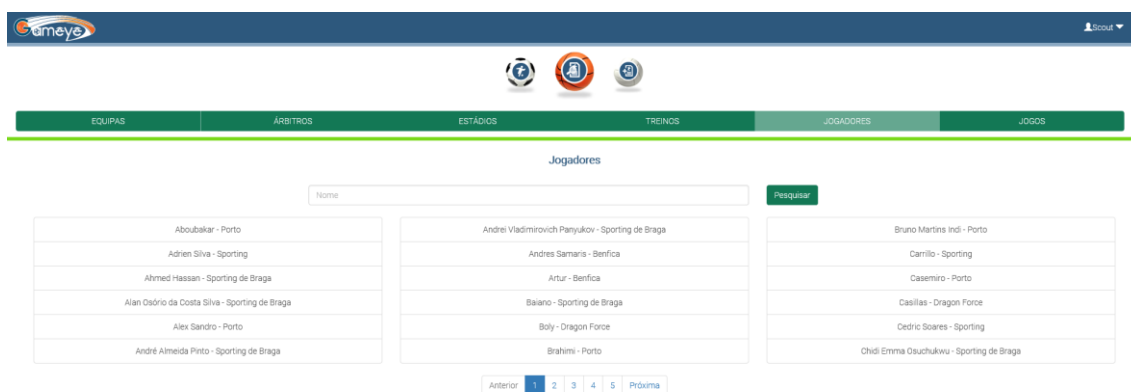 Gameye
Scout
EQUIPAS ÁRBITROS ESTÁDIOS TREINOS JOGADORES JOGOS
Jogadores
Nome Pesquisar
Aboubakar - Porto
Adrien Silva - Sporting
Ahmed Hassan - Sporting de Braga
Alan Osório da Costa Silva - Sporting de Braga
Alex Sandro - Porto
André Almeida Pinto - Sporting de Braga
Andrei Vladimirovich Panyukov - Sporting de Braga
Andres Samaris - Benfica
Artur - Benfica
Baiano - Sporting de Braga
Boly - Dragon Force
Brahimi - Porto
Bruno Martins Indi - Porto
Carrillo - Sporting
Casemiro - Porto
Casillas - Dragon Force
Cedric Soares - Sporting
Chidi Emma Osuchukwu - Sporting de Braga
Anterior 1 2 3 4 5 Próxima